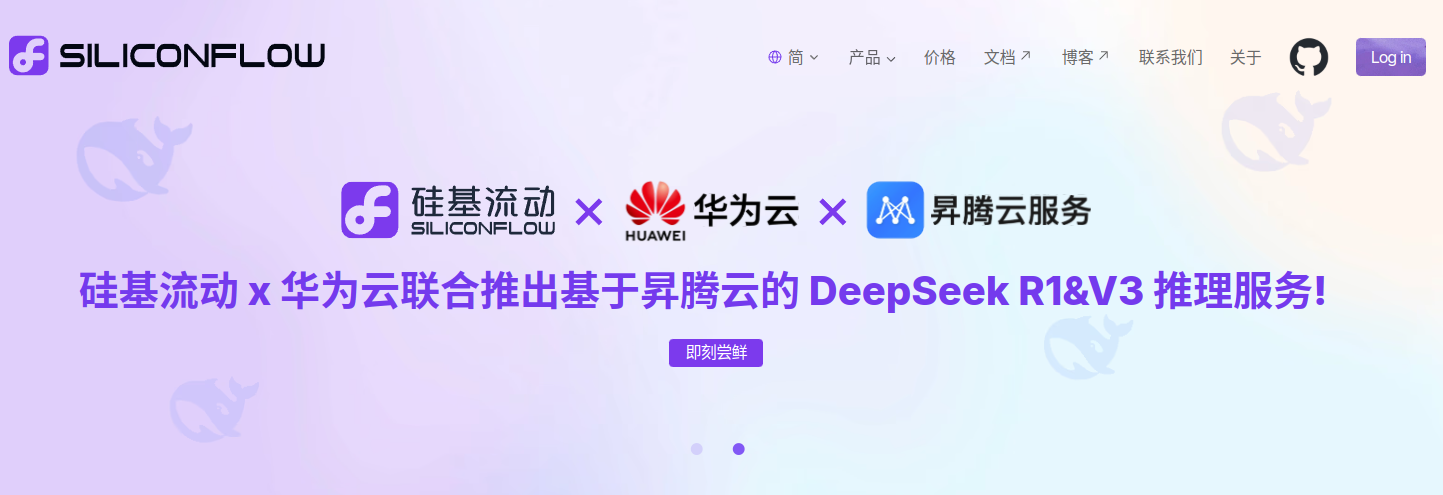 SILICONFLOW
简 产品 价格 文档 博客 联系我们 关于 Log in
硅基流动 SILICONFLOW × HUAWEI 华为云 × 昇腾云服务
硅基流动 x 华为云联合推出基于昇腾云的 DeepSeek R1&V3 推理服务!
即刻尝鲜